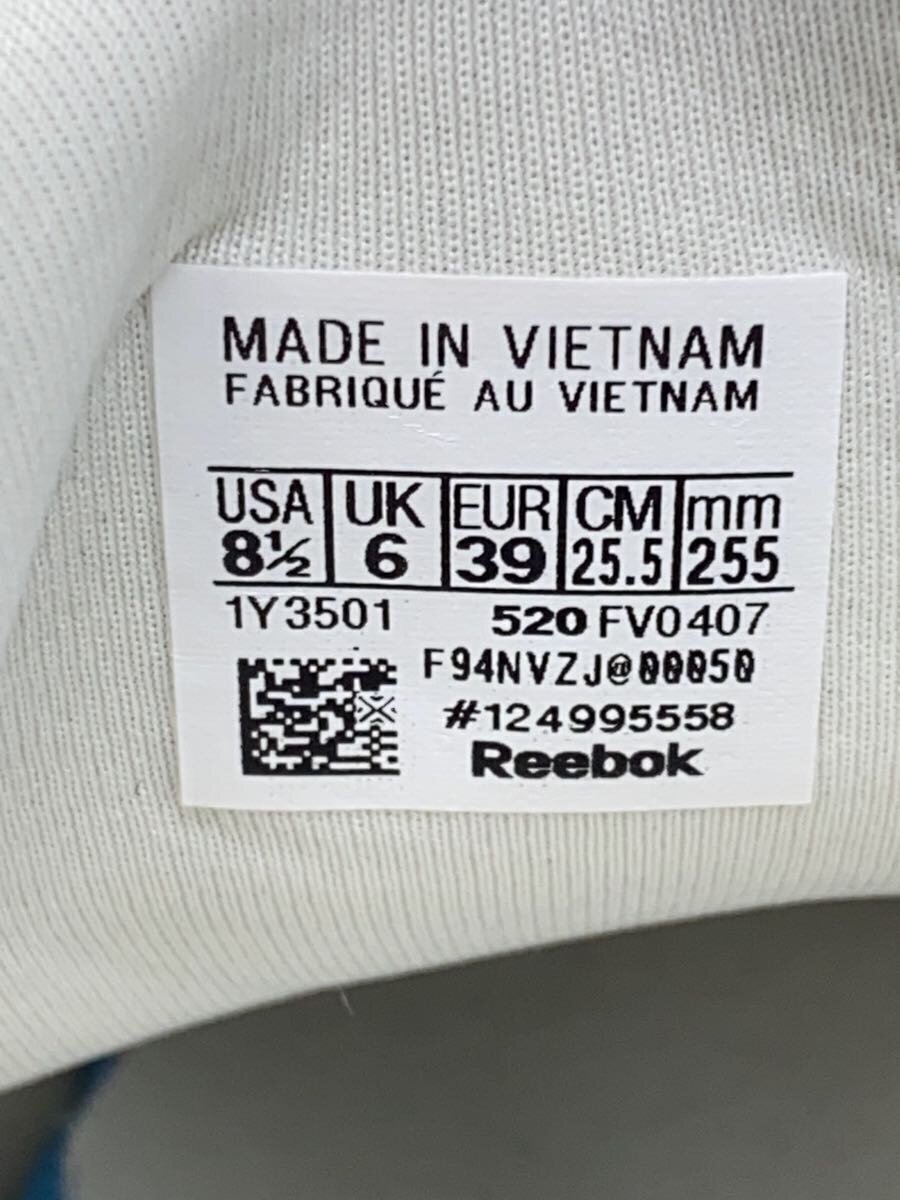 MADE IN VIETNAM
FABRIQUÉ AU VIETNAM
USA UK EUR CM mm
8½ 6 39 25.5 255
1Y3501 520 FV0407
F94NVZJ@00050
#124995558
Reebok